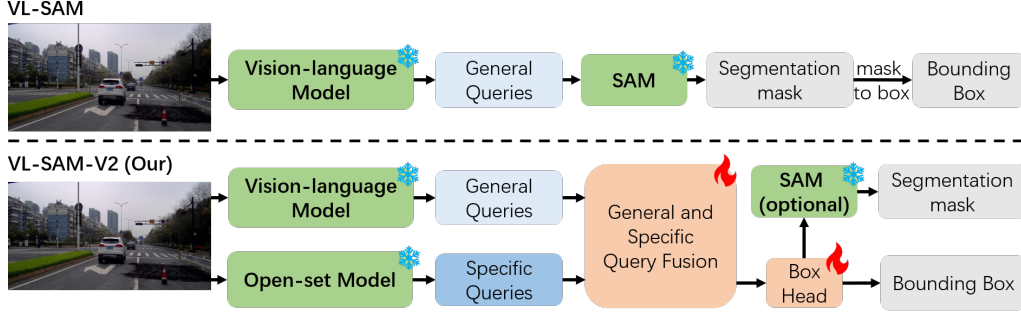 VL-SAM
Vision-language
Model
General
Queries
SAM
Segmentation
mask
mask
to box
Bounding
Box
VL-SAM-V2 (Our)
Vision-language
Model
General
Queries
Open-set Model
Specific
Queries
General and
Specific
Query Fusion
SAM
(optional)
Segmentation
mask
Box
Head
Bounding Box